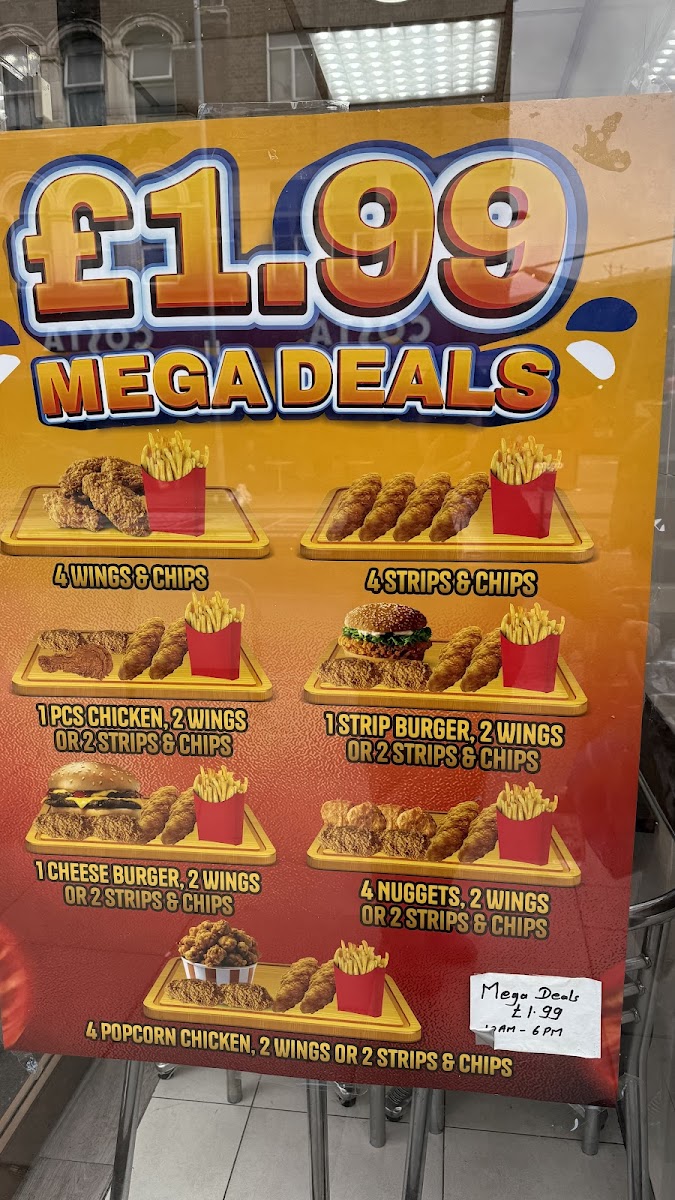 £1.99
MEGA DEALS
4 WINGS & CHIPS
4 STRIPS & CHIPS
1 PCS CHICKEN, 2 WINGS
OR 2 STRIPS & CHIPS
1 STRIP BURGER, 2 WINGS
OR 2 STRIPS & CHIPS
1 CHEESE BURGER, 2 WINGS
OR 2 STRIPS & CHIPS
4 NUGGETS, 2 WINGS
OR 2 STRIPS & CHIPS
4 POPCORN CHICKEN, 2 WINGS OR 2 STRIPS & CHIPS
Mega Deals
£1.99
- 6PM
COSTA
COSTA